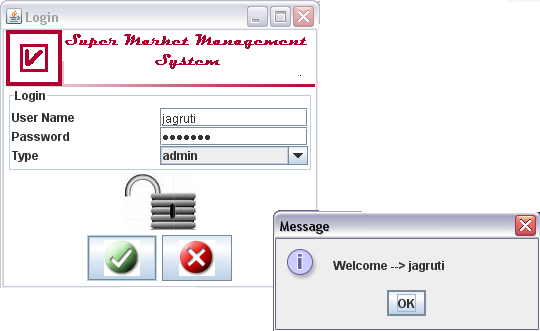 Login
Super Market Management
System
Login
User Name jagruti
Password •••••••
Type admin
Message
Welcome --> jagruti
OK